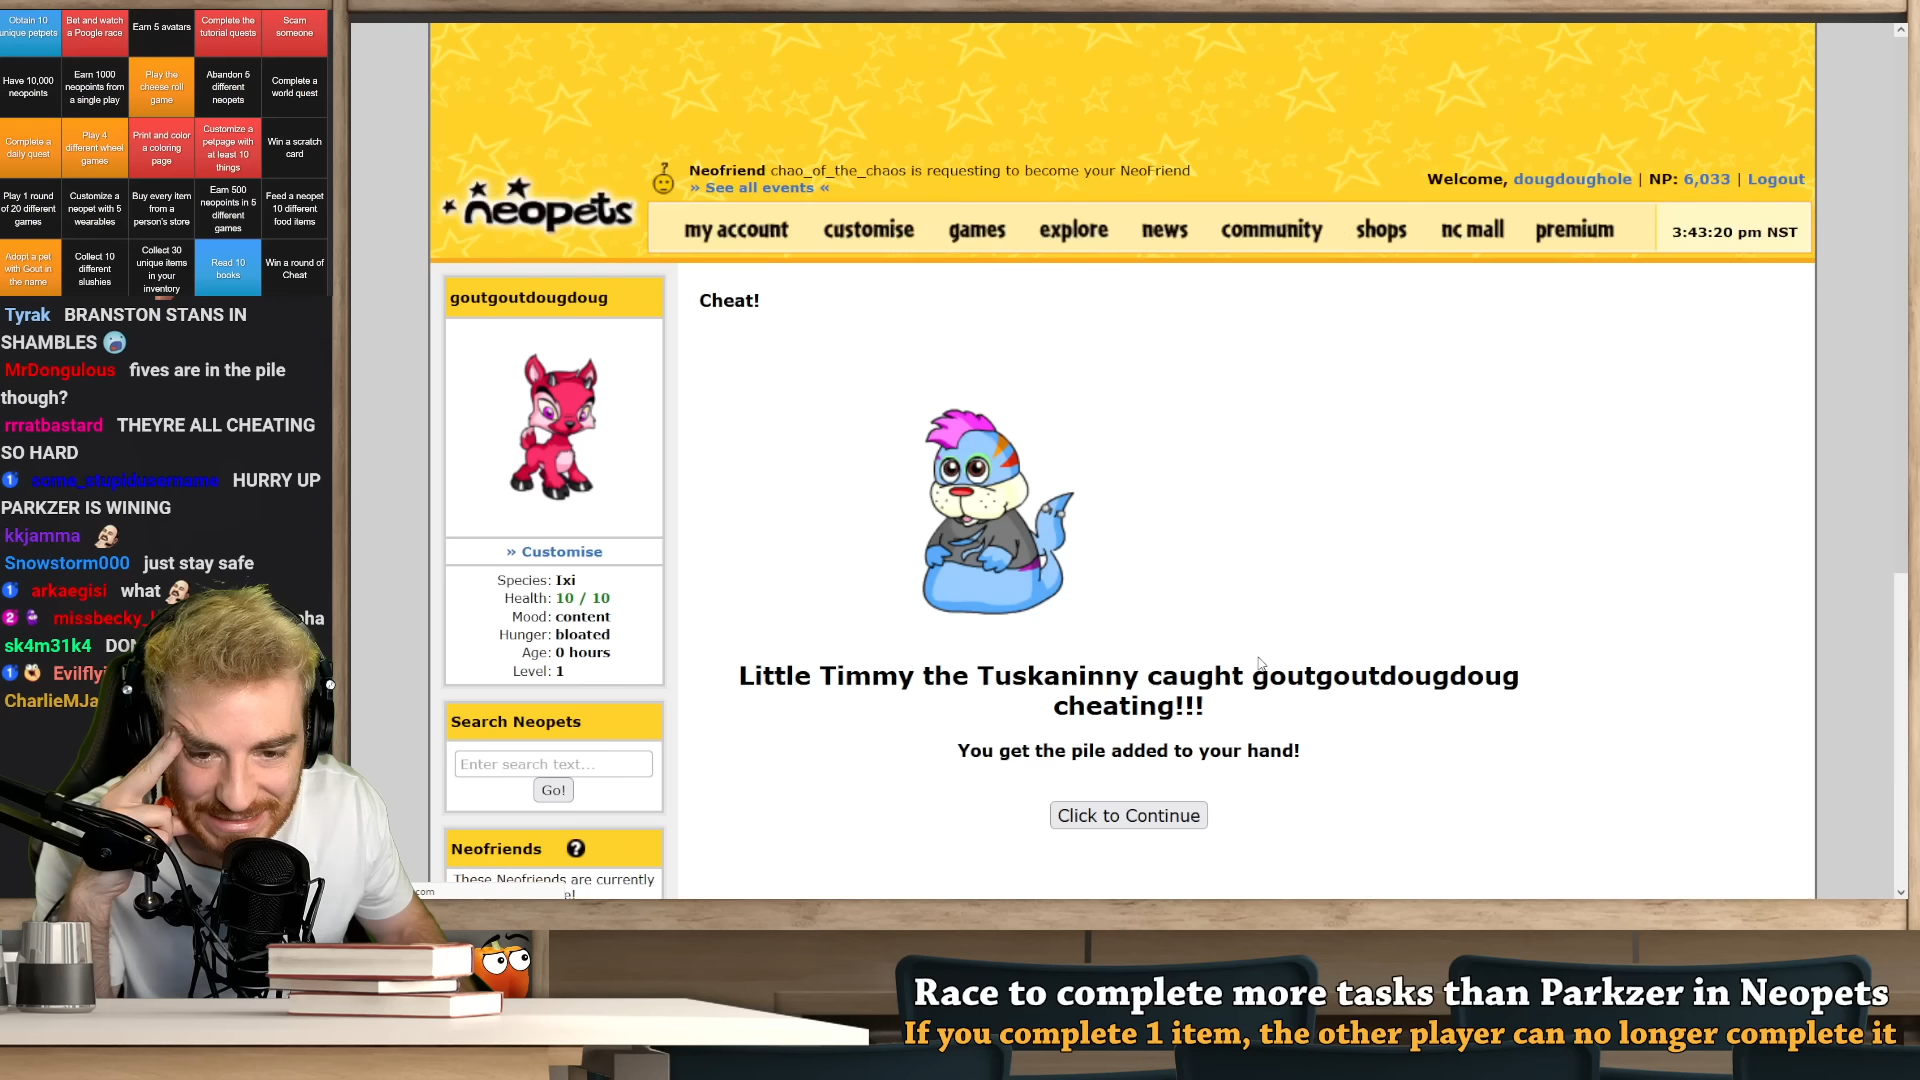 Obtain 10
unique petpets
Bet and watch
a Poogle race
Earn 5 avatars
Complete the
tutorial quests
Scam
someone
Have 10,000
neopoints
Earn 1000
neopoints from
a single play
Play the
cheese roll
game
Abandon 5
different
neopets
Complete a
world quest
Complete a
daily quest
Play 4
different wheel
games
Print and color
a coloring
page
Customize a
petpage with
at least 10
things
Win a scratch
card
Play 1 round
of 20 different
games
Customize a
neopet with 5
wearables
Buy every item
from a
person's store
Earn 500
neopoints in 5
different
games
Feed a neopet
10 different
food items
Adopt a pet
with Gout in
the name
Collect 10
different
slushies
Collect 30
unique items
in your
inventory
Read 10
books
Win a round of
Cheat
Tyrak BRANSTON STANS IN
SHAMBLES
MrDongulous fives are in the pile
though?
rrratbastard THEYRE ALL CHEATING
SO HARD
some_stupidusername HURRY UP
PARKZER IS WINING
kkjamma
Snowstorm000 just stay safe
arkaegisi what
missbecky_
sk4m31k4 DON
Evilflyi
CharlieMJa
neopets
Neofriend chao_of_the_chaos is requesting to become your NeoFriend
» See all events «
Welcome, dougdoughole | NP: 6,033 | Logout
my account customise games explore news community shops nc mall premium
3:43:20 pm NST
goutgoutdougdoug
» Customise
Species: Ixi
Health: 10 / 10
Mood: content
Hunger: bloated
Age: 0 hours
Level: 1
Search Neopets
Enter search text...
Go!
Neofriends ?
These Neofriends are currently
e!
.com
Cheat!
Little Timmy the Tuskaninny caught goutgoutdougdoug
cheating!!!
You get the pile added to your hand!
Click to Continue
Race to complete more tasks than Parkzer in Neopets
If you complete 1 item, the other player can no longer complete it